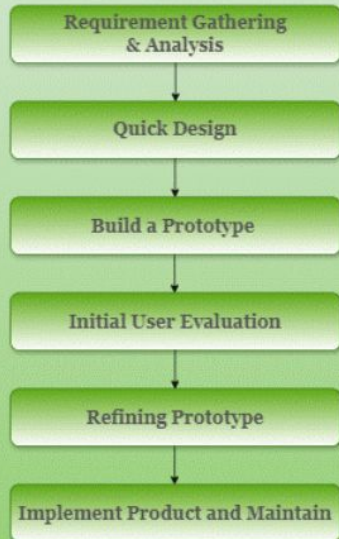 Requirement Gathering
& Analysis
Quick Design
Build a Prototype
Initial User Evaluation
Refining Prototype
Implement Product and Maintain